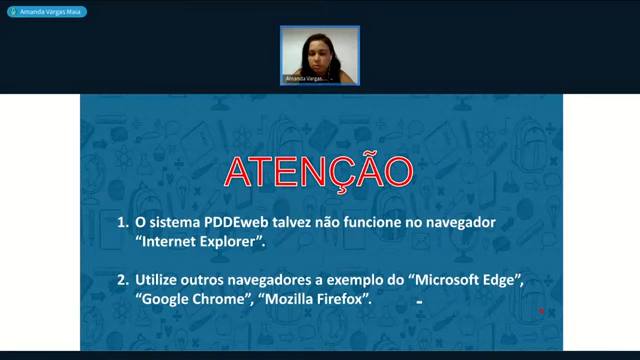 Amanda Vargas Maia
Amanda Vargas...
ATENÇÃO
1. O sistema PDDEweb talvez não funcione no navegador
“Internet Explorer”.
2. Utilize outros navegadores a exemplo do “Microsoft Edge”,
“Google Chrome”, “Mozilla Firefox”.